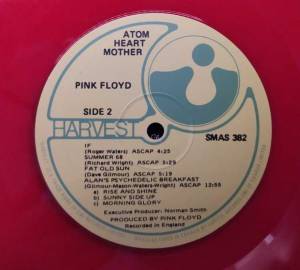 ATOM
HEART
MOTHER
PINK FLOYD
SIDE 2
HARVEST
SMAS 382
IF
(Roger Waters) ASCAP 4:25
SUMMER 68
(Richard Wright) ASCAP 5:25
FAT OLD SUN
(Dave Gilmour) ASCAP 5:19
ALAN'S PSYCHEDELIC BREAKFAST
(Gilmour-Mason-Waters-Wright) ASCAP 12:55
a) RISE AND SHINE
b) SUNNY SIDE UP
c) MORNING GLORY
Executive Producer: Norman Smith
PRODUCED BY PINK FLOYD
Recorded in England